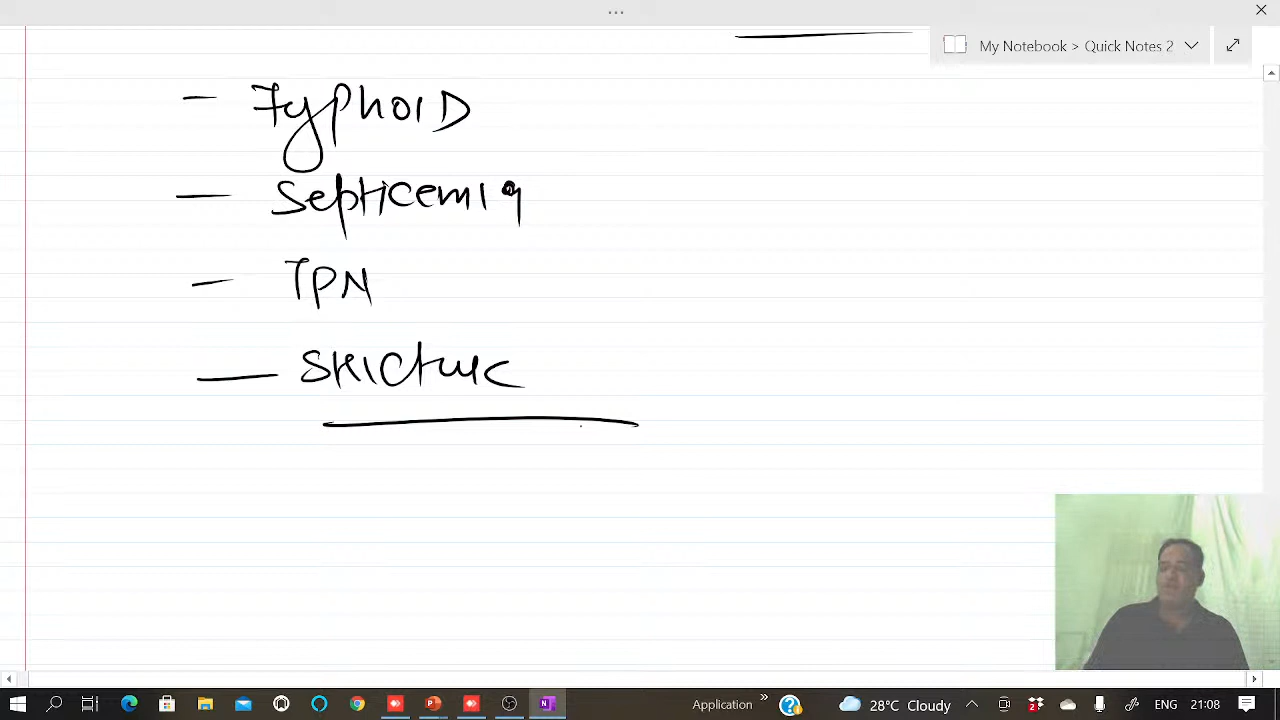 My Notebook > Quick Notes 2
- TyphoID
- Septicemia
- TPN
- Stricture
Application
28°C Cloudy
ENG
21:08